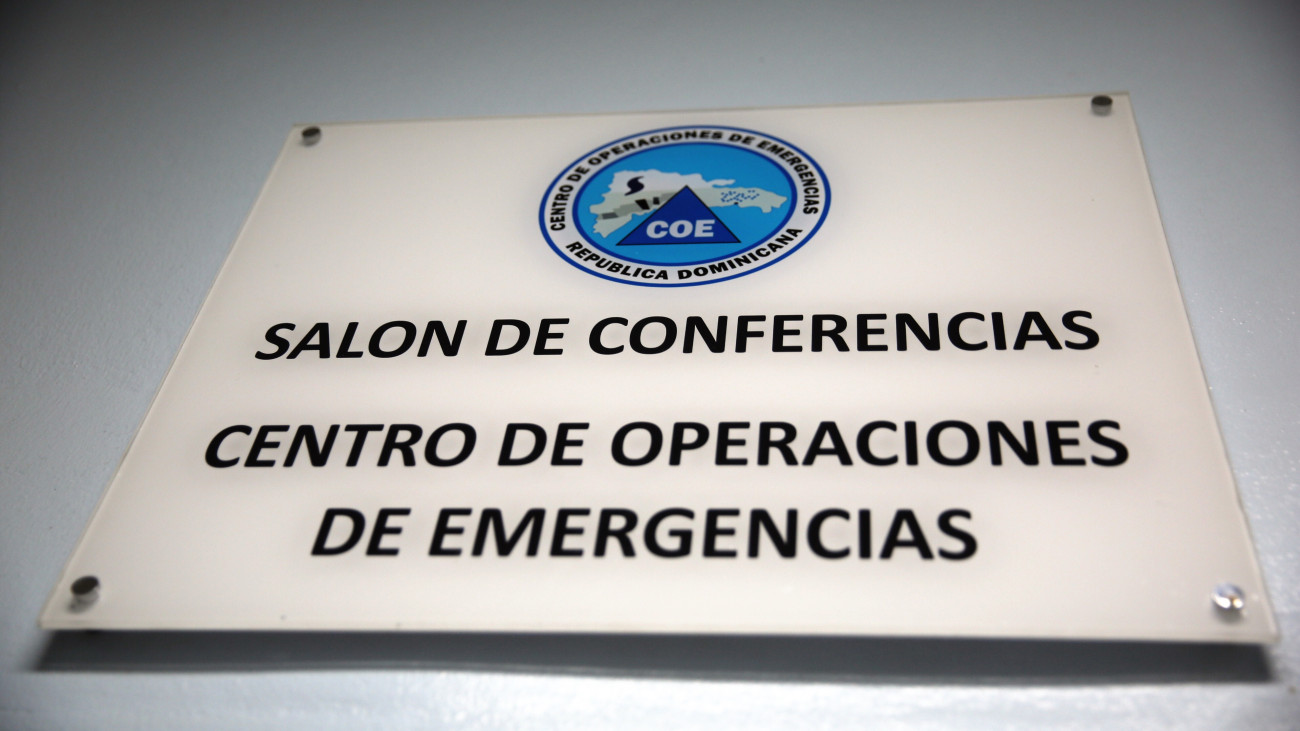 CENTRO DE OPERACIONES DE EMERGENCIAS
COE
REPUBLICA DOMINICANA
SALON DE CONFERENCIAS
CENTRO DE OPERACIONES
DE EMERGENCIAS